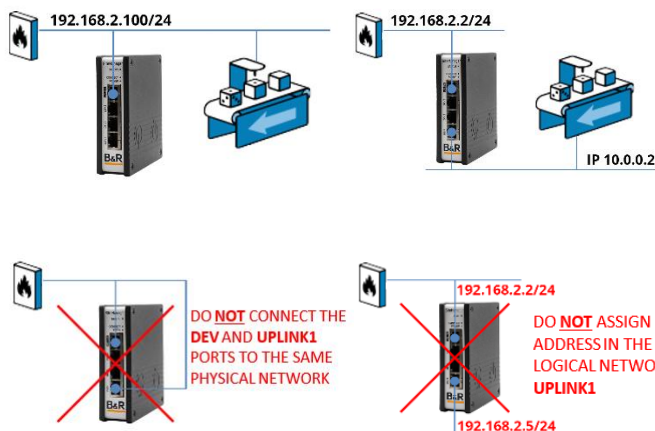 192.168.2.100/24
B&R
192.168.2.2/24
B&R
IP 10.0.0.2
DO NOT CONNECT THE
DEV AND UPLINK1
PORTS TO THE SAME
PHYSICAL NETWORK
B&R
192.168.2.2/24
DO NOT ASSIGN
ADDRESS IN THE
LOGICAL NETWO
UPLINK1
B&R
192.168.2.5/24